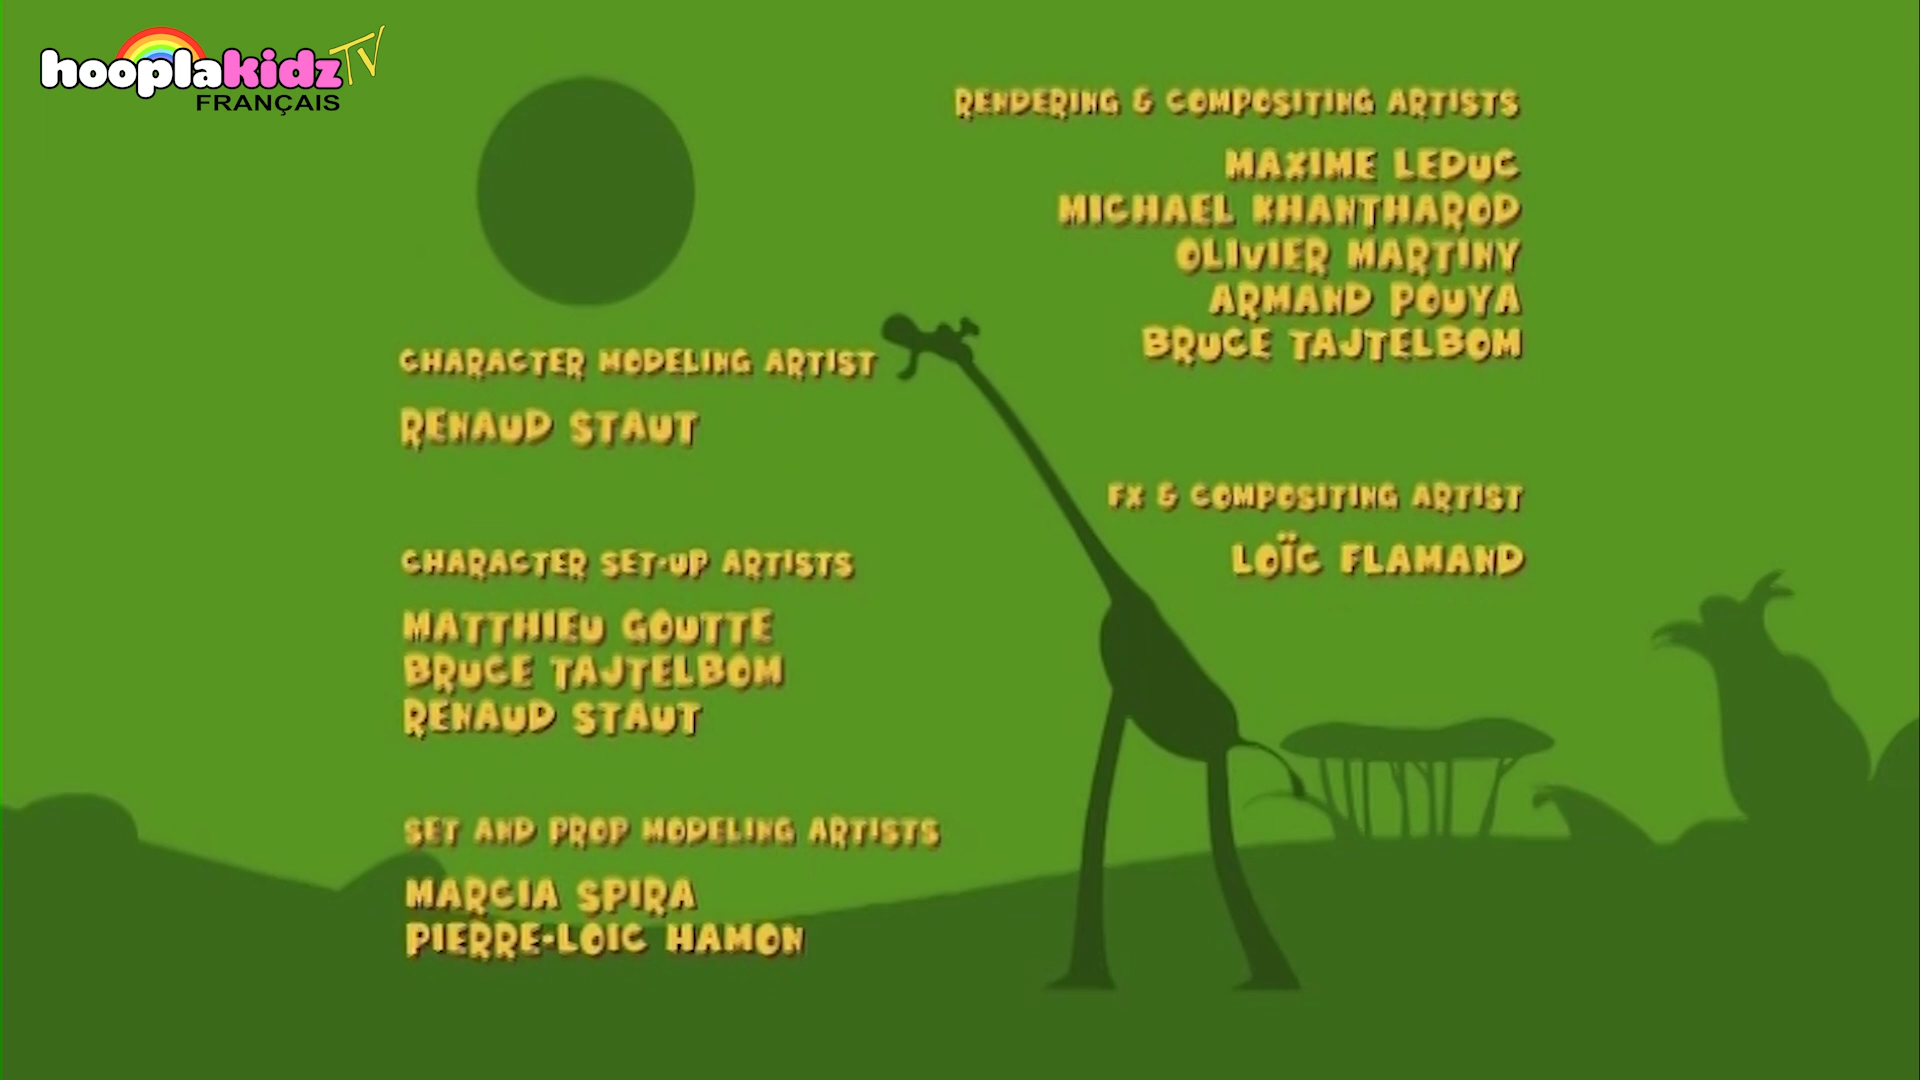 hooplakidz TV
FRANÇAIS
CHARACTER MODELING ARTIST
RENAUD STAUT
CHARACTER SET-UP ARTISTS
MATTHIEU GOUTTE
BRUCE TAJTELBOM
RENAUD STAUT
SET AND PROP MODELING ARTISTS
MARCIA SPIRA
PIERRE-LOIC HAMON
RENDERING & COMPOSITING ARTISTS
MAXIME LEDUC
MICHAEL KHANTHAROD
OLIVIER MARTINY
ARMAND POUYA
BRUCE TAJTELBOM
FX & COMPOSITING ARTIST
LOÏC FLAMAND